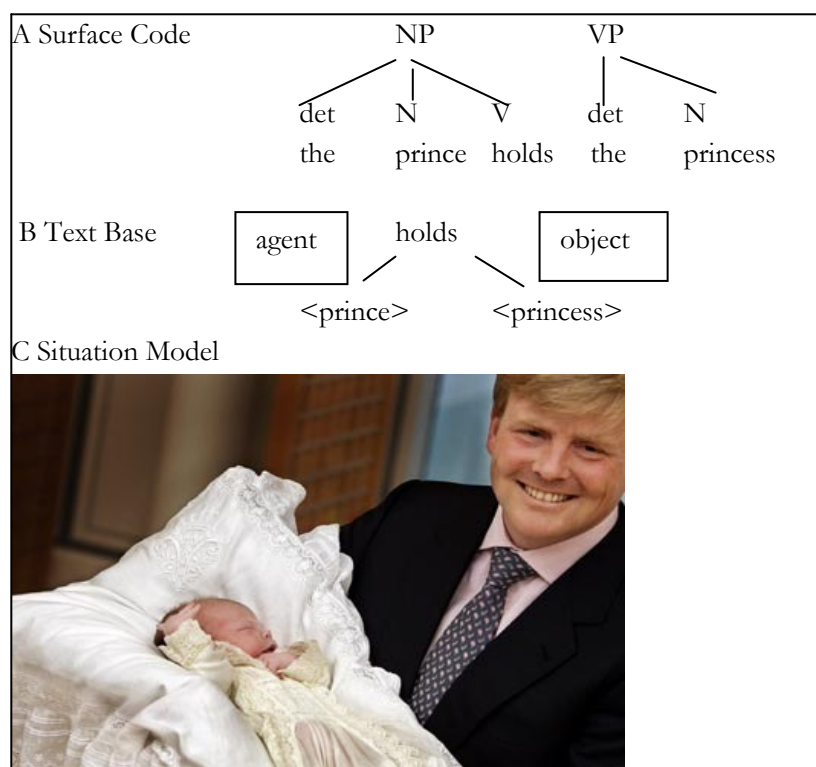 A Surface Code NP VP
det N V det N
the prince holds the princess
B Text Base agent holds object
<prince> <princess>
C Situation Model